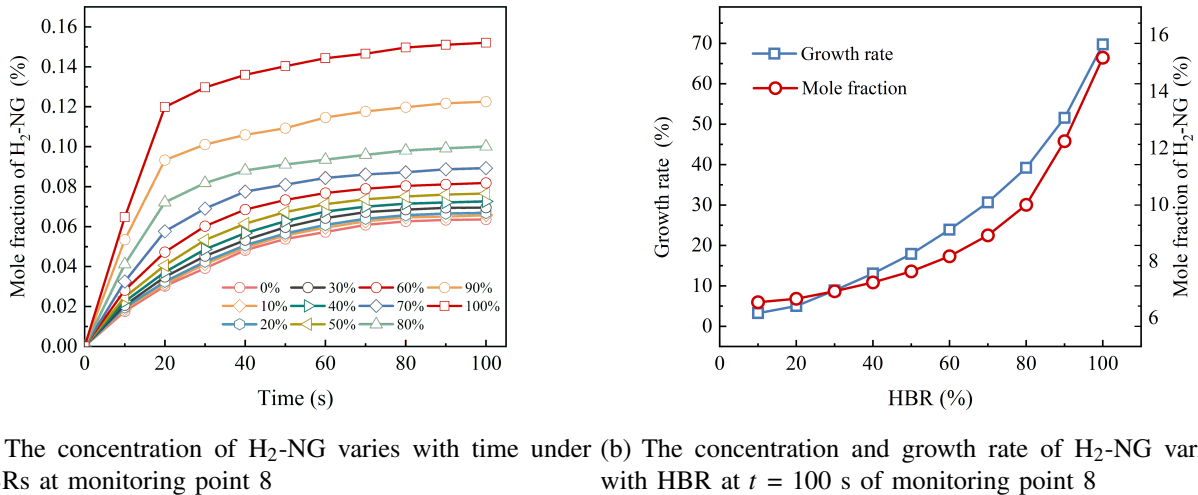 0.16
0.14
0.12
0.10
0.08
0.06
0.04
0.02
0.00
Mole fraction of H₂-NG (%)
0 20 40 60 80 100
Time (s)
0% 30% 60% 90%
10% 40% 70% 100%
20% 50% 80%
70
60
50
40
30
20
10
0
Growth rate (%)
Growth rate
Mole fraction
16
14
12
10
8
6
Mole fraction of H₂-NG (%)
0 20 40 60 80 100
HBR (%)
The concentration of H₂-NG varies with time under
Rs at monitoring point 8
(b) The concentration and growth rate of H₂-NG var
with HBR at t = 100 s of monitoring point 8